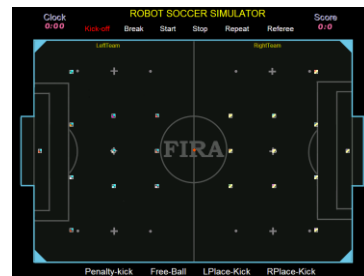 ROBOT SOCCER SIMULATOR
Clock
0:00
Score
0:0
Kick-off Break Start Stop Repeat Referee
LeftTeam RightTeam
FIRA
Penalty-kick Free-Ball LPlace-Kick RPlace-Kick